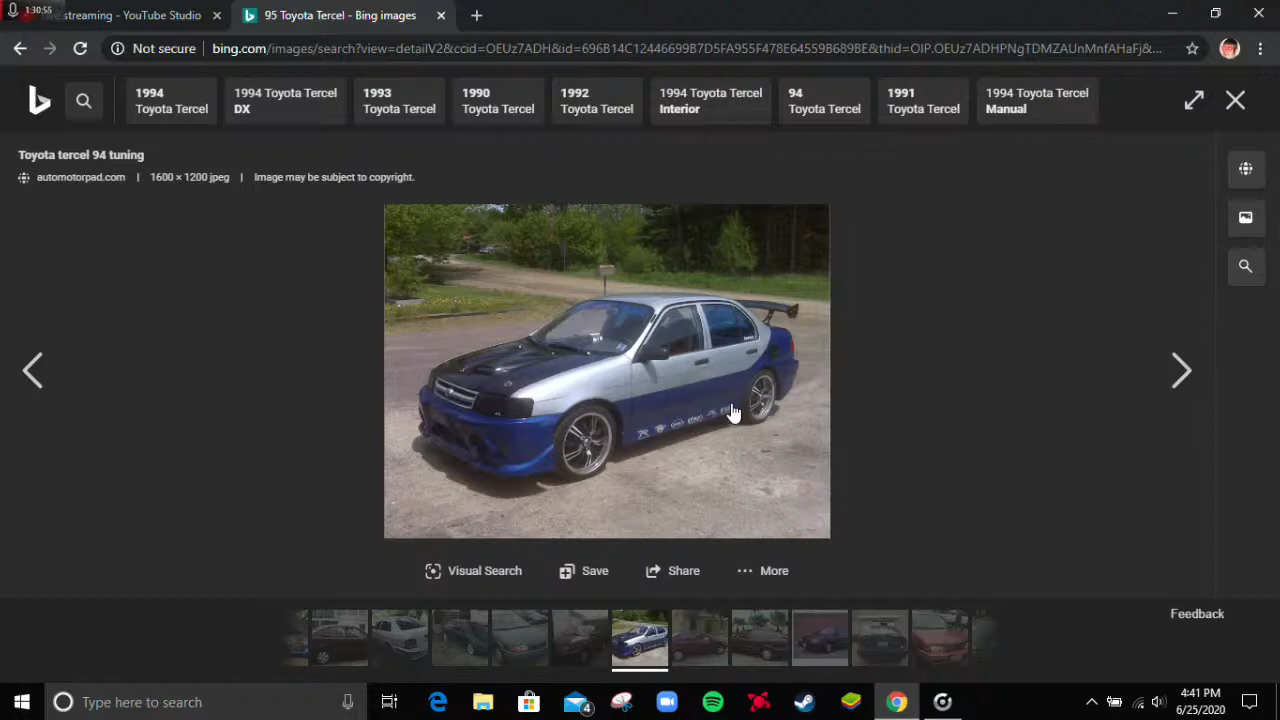 1:30:55
streaming - YouTube Studio
95 Toyota Tercel - Bing images
Not secure
bing.com/images/search?view=detailV2&ccid=OEUz7ADH&id=696B14C12446699B7D5FA955F478E64559B689BE&thid=OIP.OEUz7ADHPNgTDMZAUnMnfAHaFj&...
1994
Toyota Tercel
1994 Toyota Tercel
DX
1993
Toyota Tercel
1990
Toyota Tercel
1992
Toyota Tercel
1994 Toyota Tercel
Interior
94
Toyota Tercel
1991
Toyota Tercel
1994 Toyota Tercel
Manual
Toyota tercel 94 tuning
automotorpad.com | 1600 × 1200 jpeg | Image may be subject to copyright.
Visual Search
Save
Share
More
Feedback
Type here to search
4
4:41 PM
6/25/2020